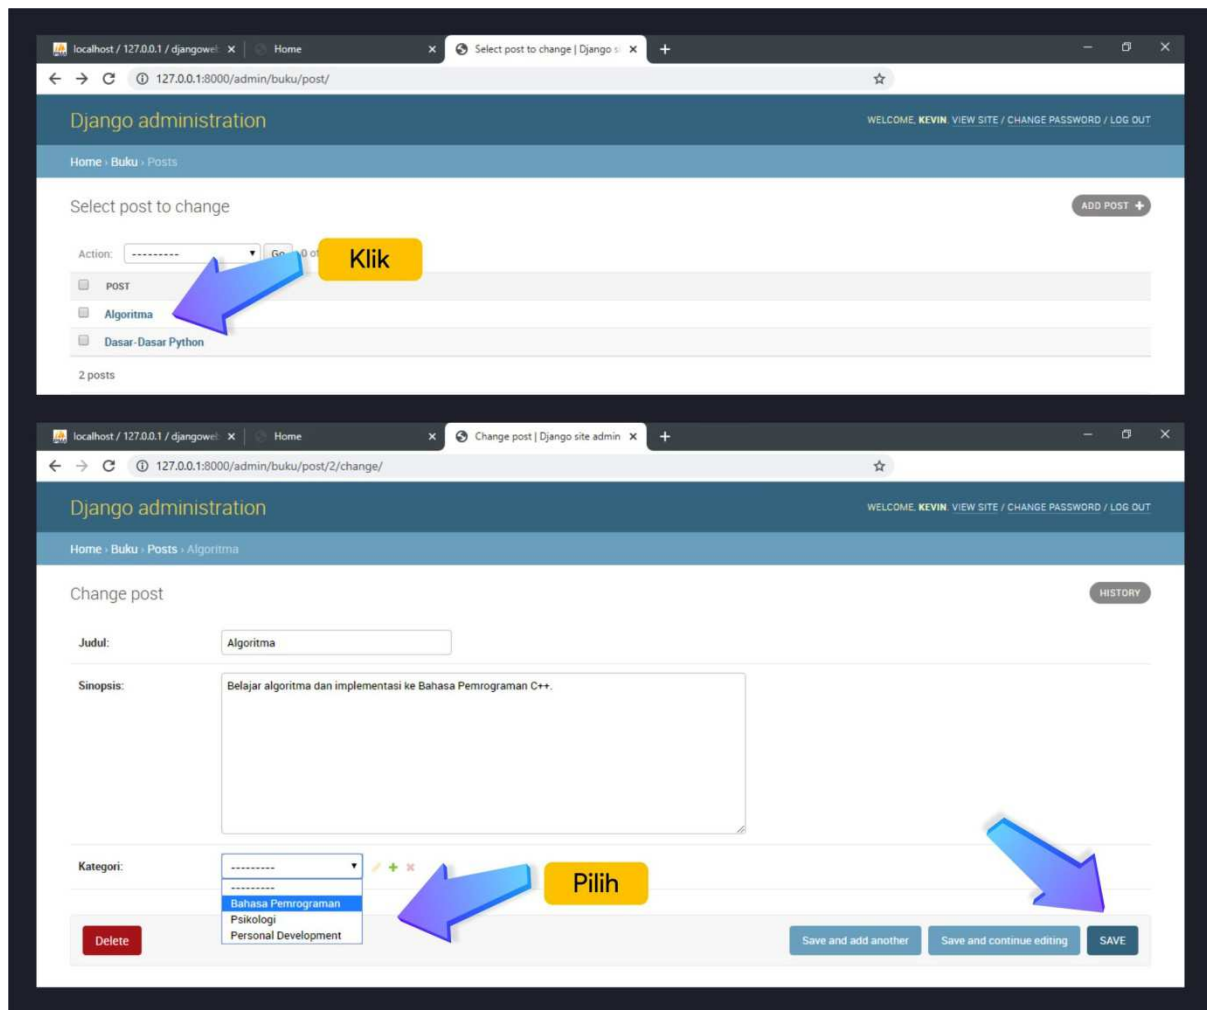 localhost / 127.0.0.1 / djangowe
Home
Select post to change | Django s
127.0.0.1:8000/admin/buku/post/
Django administration
WELCOME, KEVIN. VIEW SITE / CHANGE PASSWORD / LOG OUT
Home › Buku › Posts
Select post to change
ADD POST +
Action: ---------
Go
0 of
Klik
POST
Algoritma
Dasar-Dasar Python
2 posts
localhost / 127.0.0.1 / djangowe
Home
Change post | Django site admin
127.0.0.1:8000/admin/buku/post/2/change/
Django administration
WELCOME, KEVIN. VIEW SITE / CHANGE PASSWORD / LOG OUT
Home › Buku › Posts › Algoritma
Change post
HISTORY
Judul:
Algoritma
Sinopsis:
Belajar algoritma dan implementasi ke Bahasa Pemrograman C++.
Kategori:
---------
---------
Bahasa Pemrograman
Psikologi
Personal Development
Pilih
Delete
Save and add another
Save and continue editing
SAVE